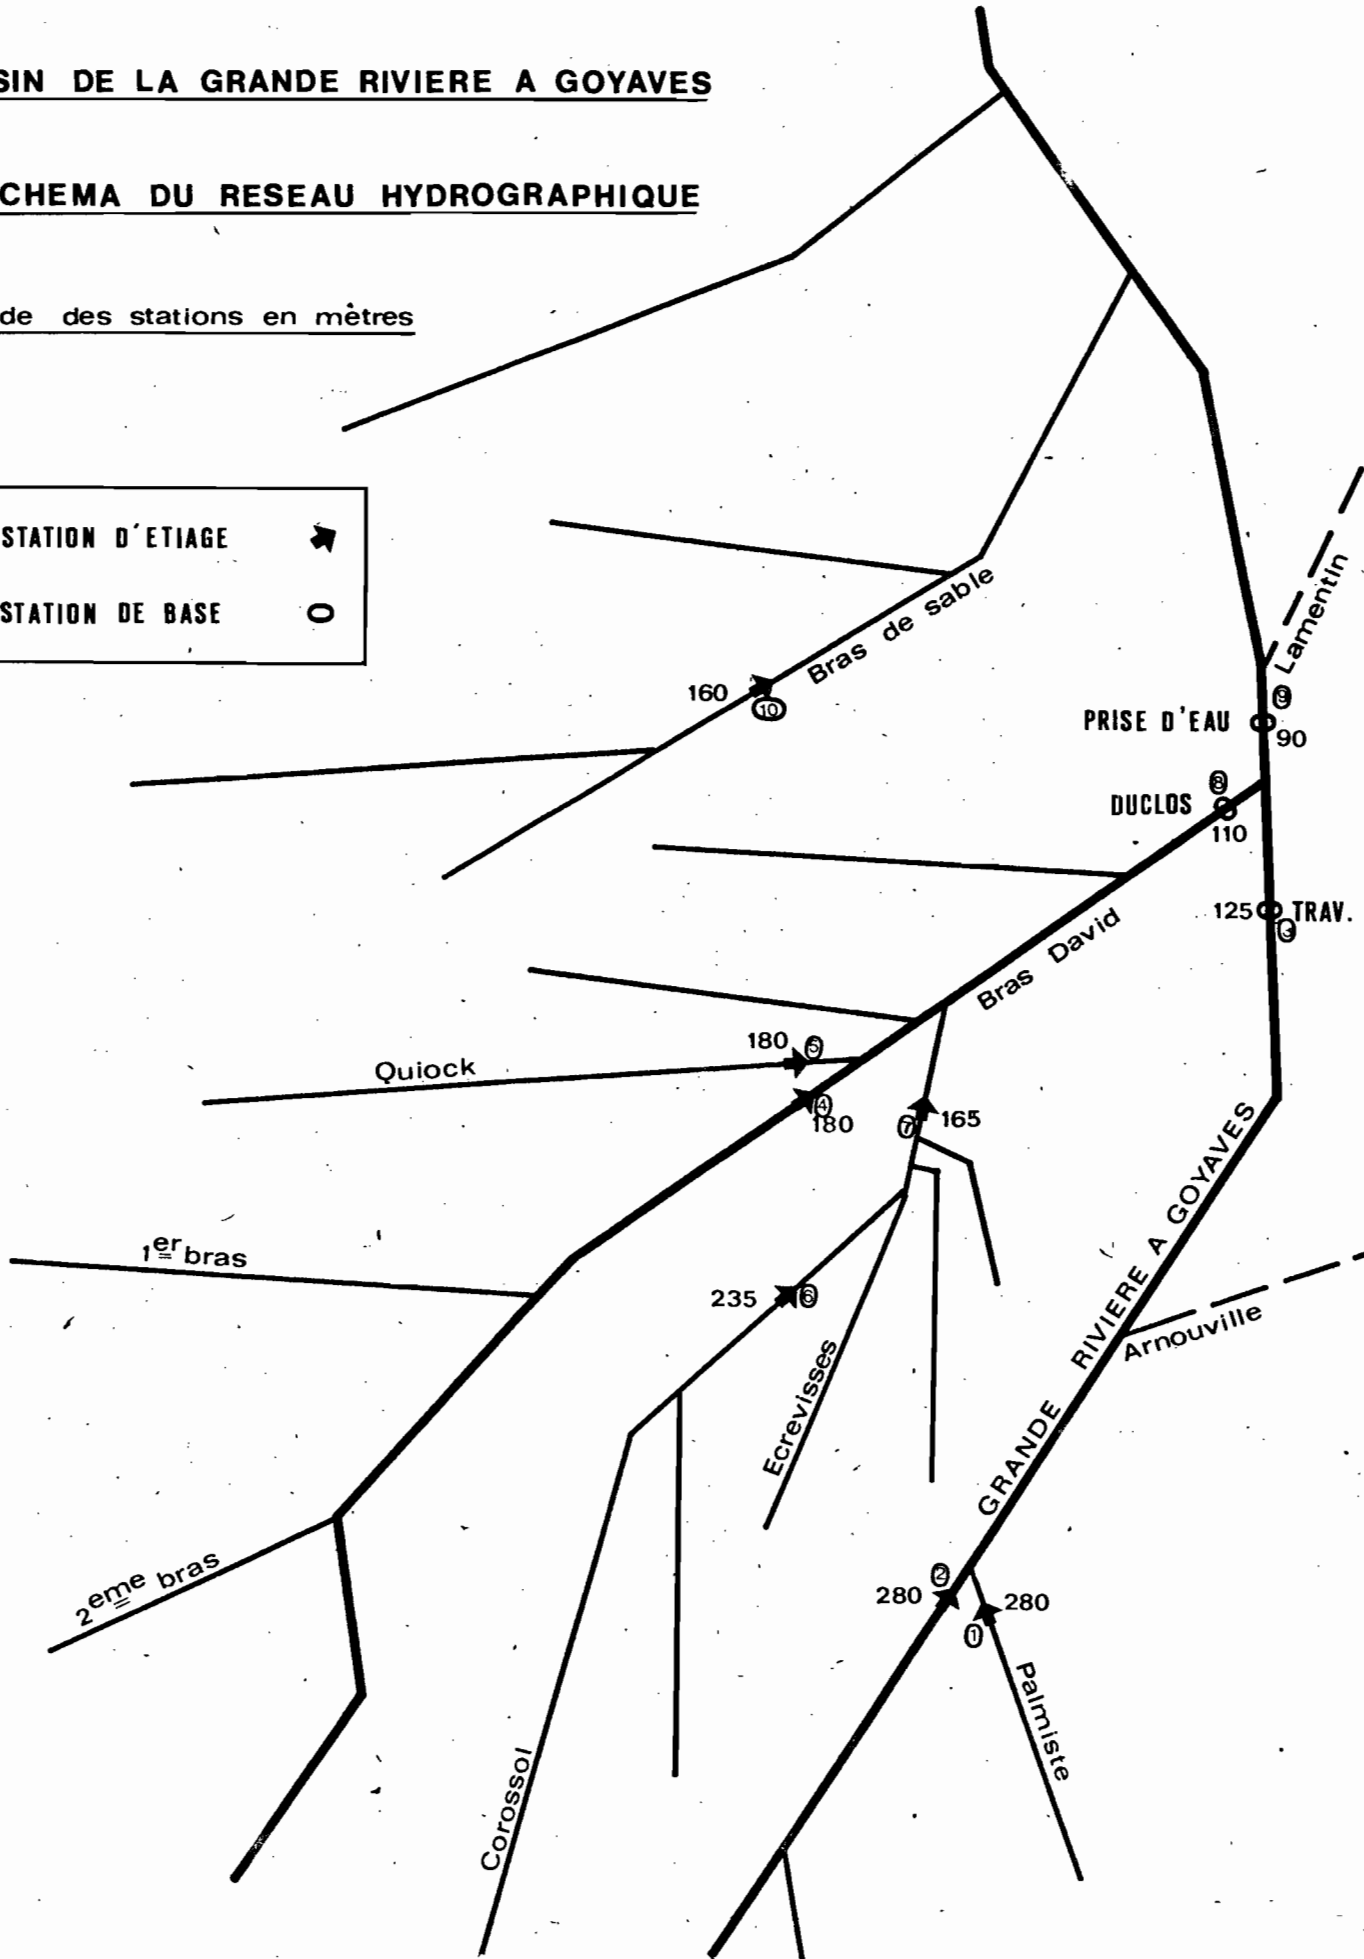 SIN DE LA GRANDE RIVIERE A GOYAVES
CHEMA DU RESEAU HYDROGRAPHIQUE
de des stations en mètres
STATION D'ETIAGE
STATION DE BASE
Lamentin
Bras de sable
160
10
9
PRISE D'EAU
90
8
DUCLOS
110
125
TRAV.
3
Bras David
180
5
Quiock
4
180
7
165
1er bras
235
6
Ecrevisses
GRANDE RIVIERE A GOYAVES
Arnouville
2eme bras
2
280
280
1
Palmiste
Corossol